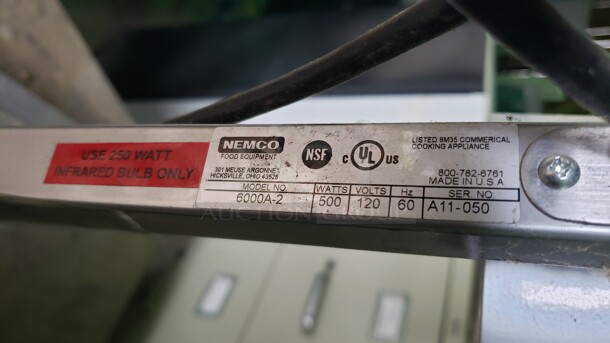 USE 250 WATT
INFRARED BULB ONLY
NEMCO
FOOD EQUIPMENT
301 MEUSE ARGONNE
HICKSVILLE, OHIO 43526
NSF
C UL US
LISTED 8M35 COMMERICAL
COOKING APPLIANCE
800-782-6761
MADE IN U S A
MODEL NO. WATTS VOLTS Hz SER. NO.
6000A-2 500 120 60 A11-050